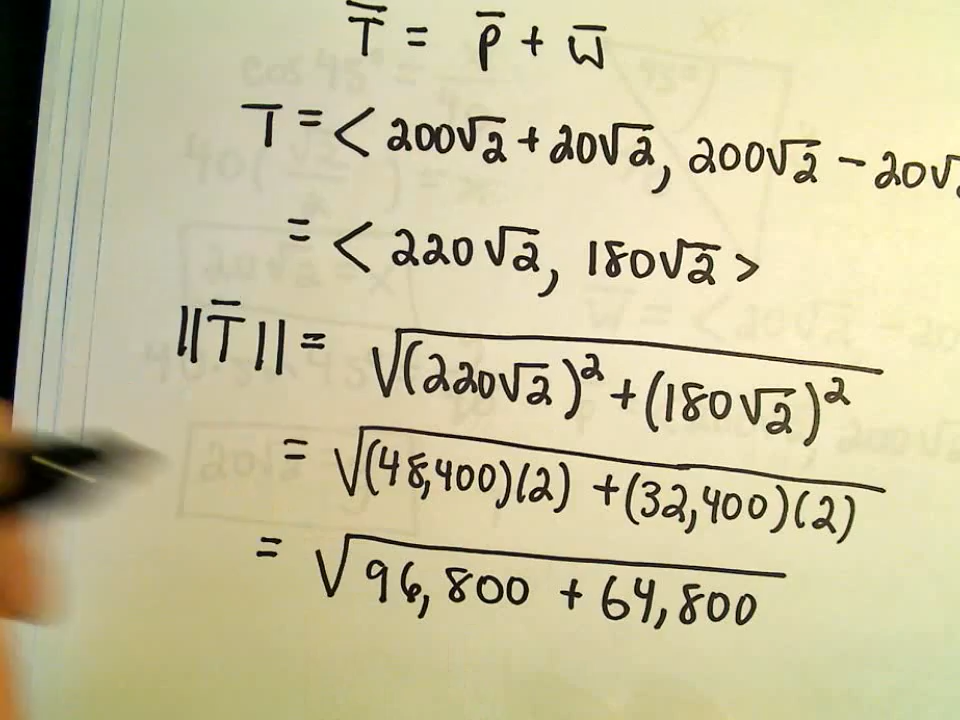 T̅ = p̅ + w̅
T = < 200√2 + 20√2, 200√2 - 20√
= < 220√2, 180√2 >
||T̅|| = √(220√2)² + (180√2)²
= √(48,400)(2) + (32,400)(2)
= √96,800 + 64,800